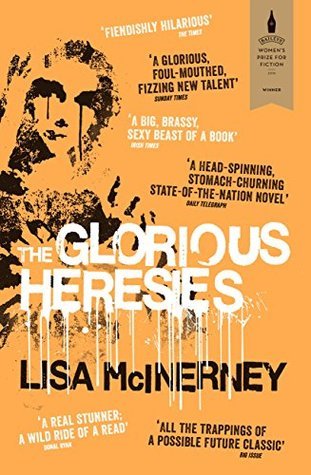 'FIENDISHLY HILARIOUS'
THE TIMES
BAILEYS
WOMEN'S
PRIZE FOR
FICTION
WINNER
'A GLORIOUS,
FOUL-MOUTHED,
FIZZING NEW TALENT'
SUNDAY TIMES
'A BIG, BRASSY,
SEXY BEAST OF A BOOK'
IRISH TIMES
'A HEAD-SPINNING,
STOMACH-CHURNING
STATE-OF-THE-NATION NOVEL'
DAILY TELEGRAPH
THE GLORIOUS
HERESIES
LISA McINERNEY
'A REAL STUNNER;
A WILD RIDE OF A READ'
DONAL RYAN
'ALL THE TRAPPINGS OF
A POSSIBLE FUTURE CLASSIC'
BIG ISSUE